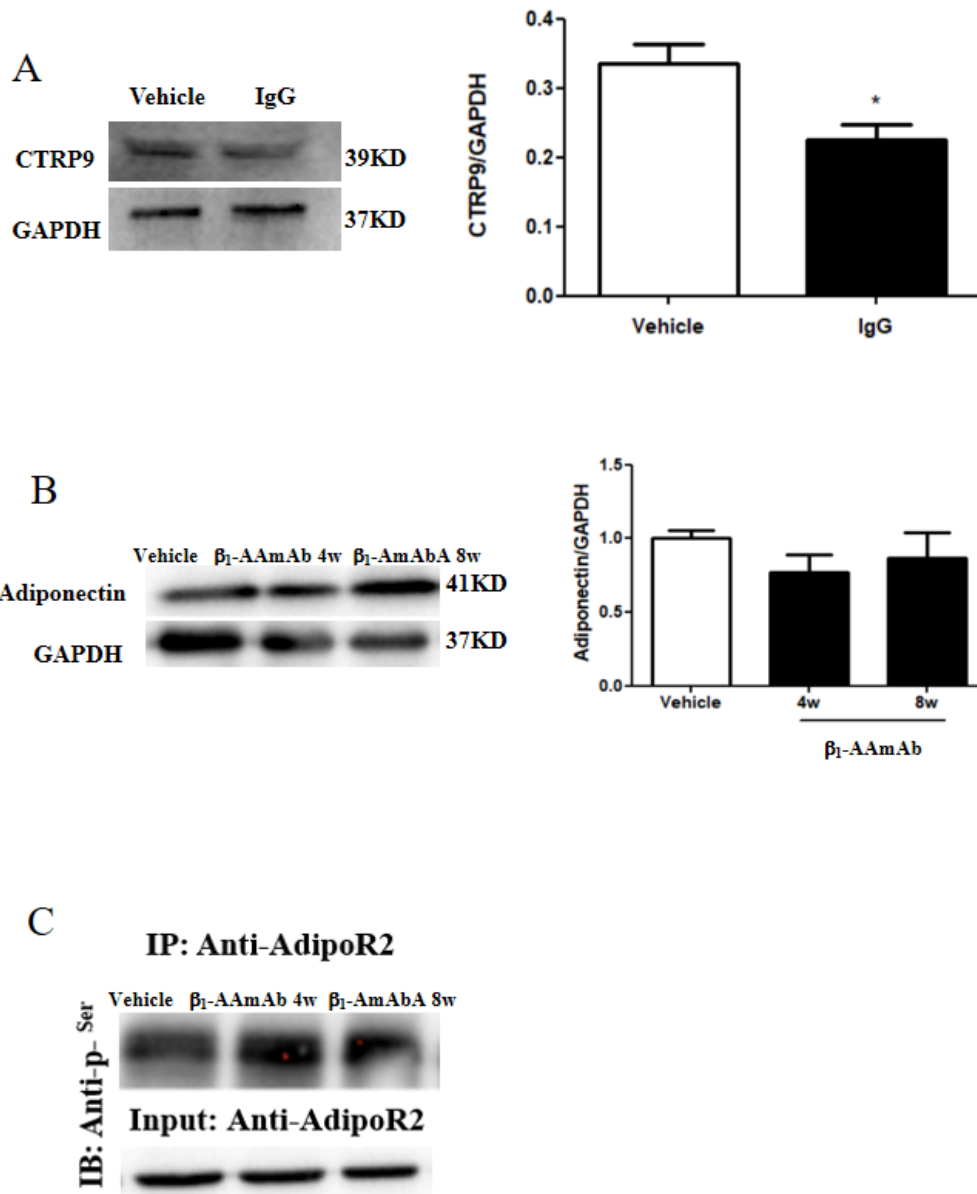 A
Vehicle IgG
CTRP9
39KD
GAPDH
37KD
CTRP9/GAPDH
0.4
0.3
0.2
0.1
0.0
*
Vehicle IgG
B
Vehicle β1-AAmAb 4w β1-AmAbA 8w
Adiponectin
41KD
GAPDH
37KD
Adiponectin/GAPDH
1.5
1.0
0.5
0.0
Vehicle 4w 8w
β1-AAmAb
C
IP: Anti-AdipoR2
Vehicle β1-AAmAb 4w β1-AmAbA 8w
IB: Anti-p-Ser
Input: Anti-AdipoR2